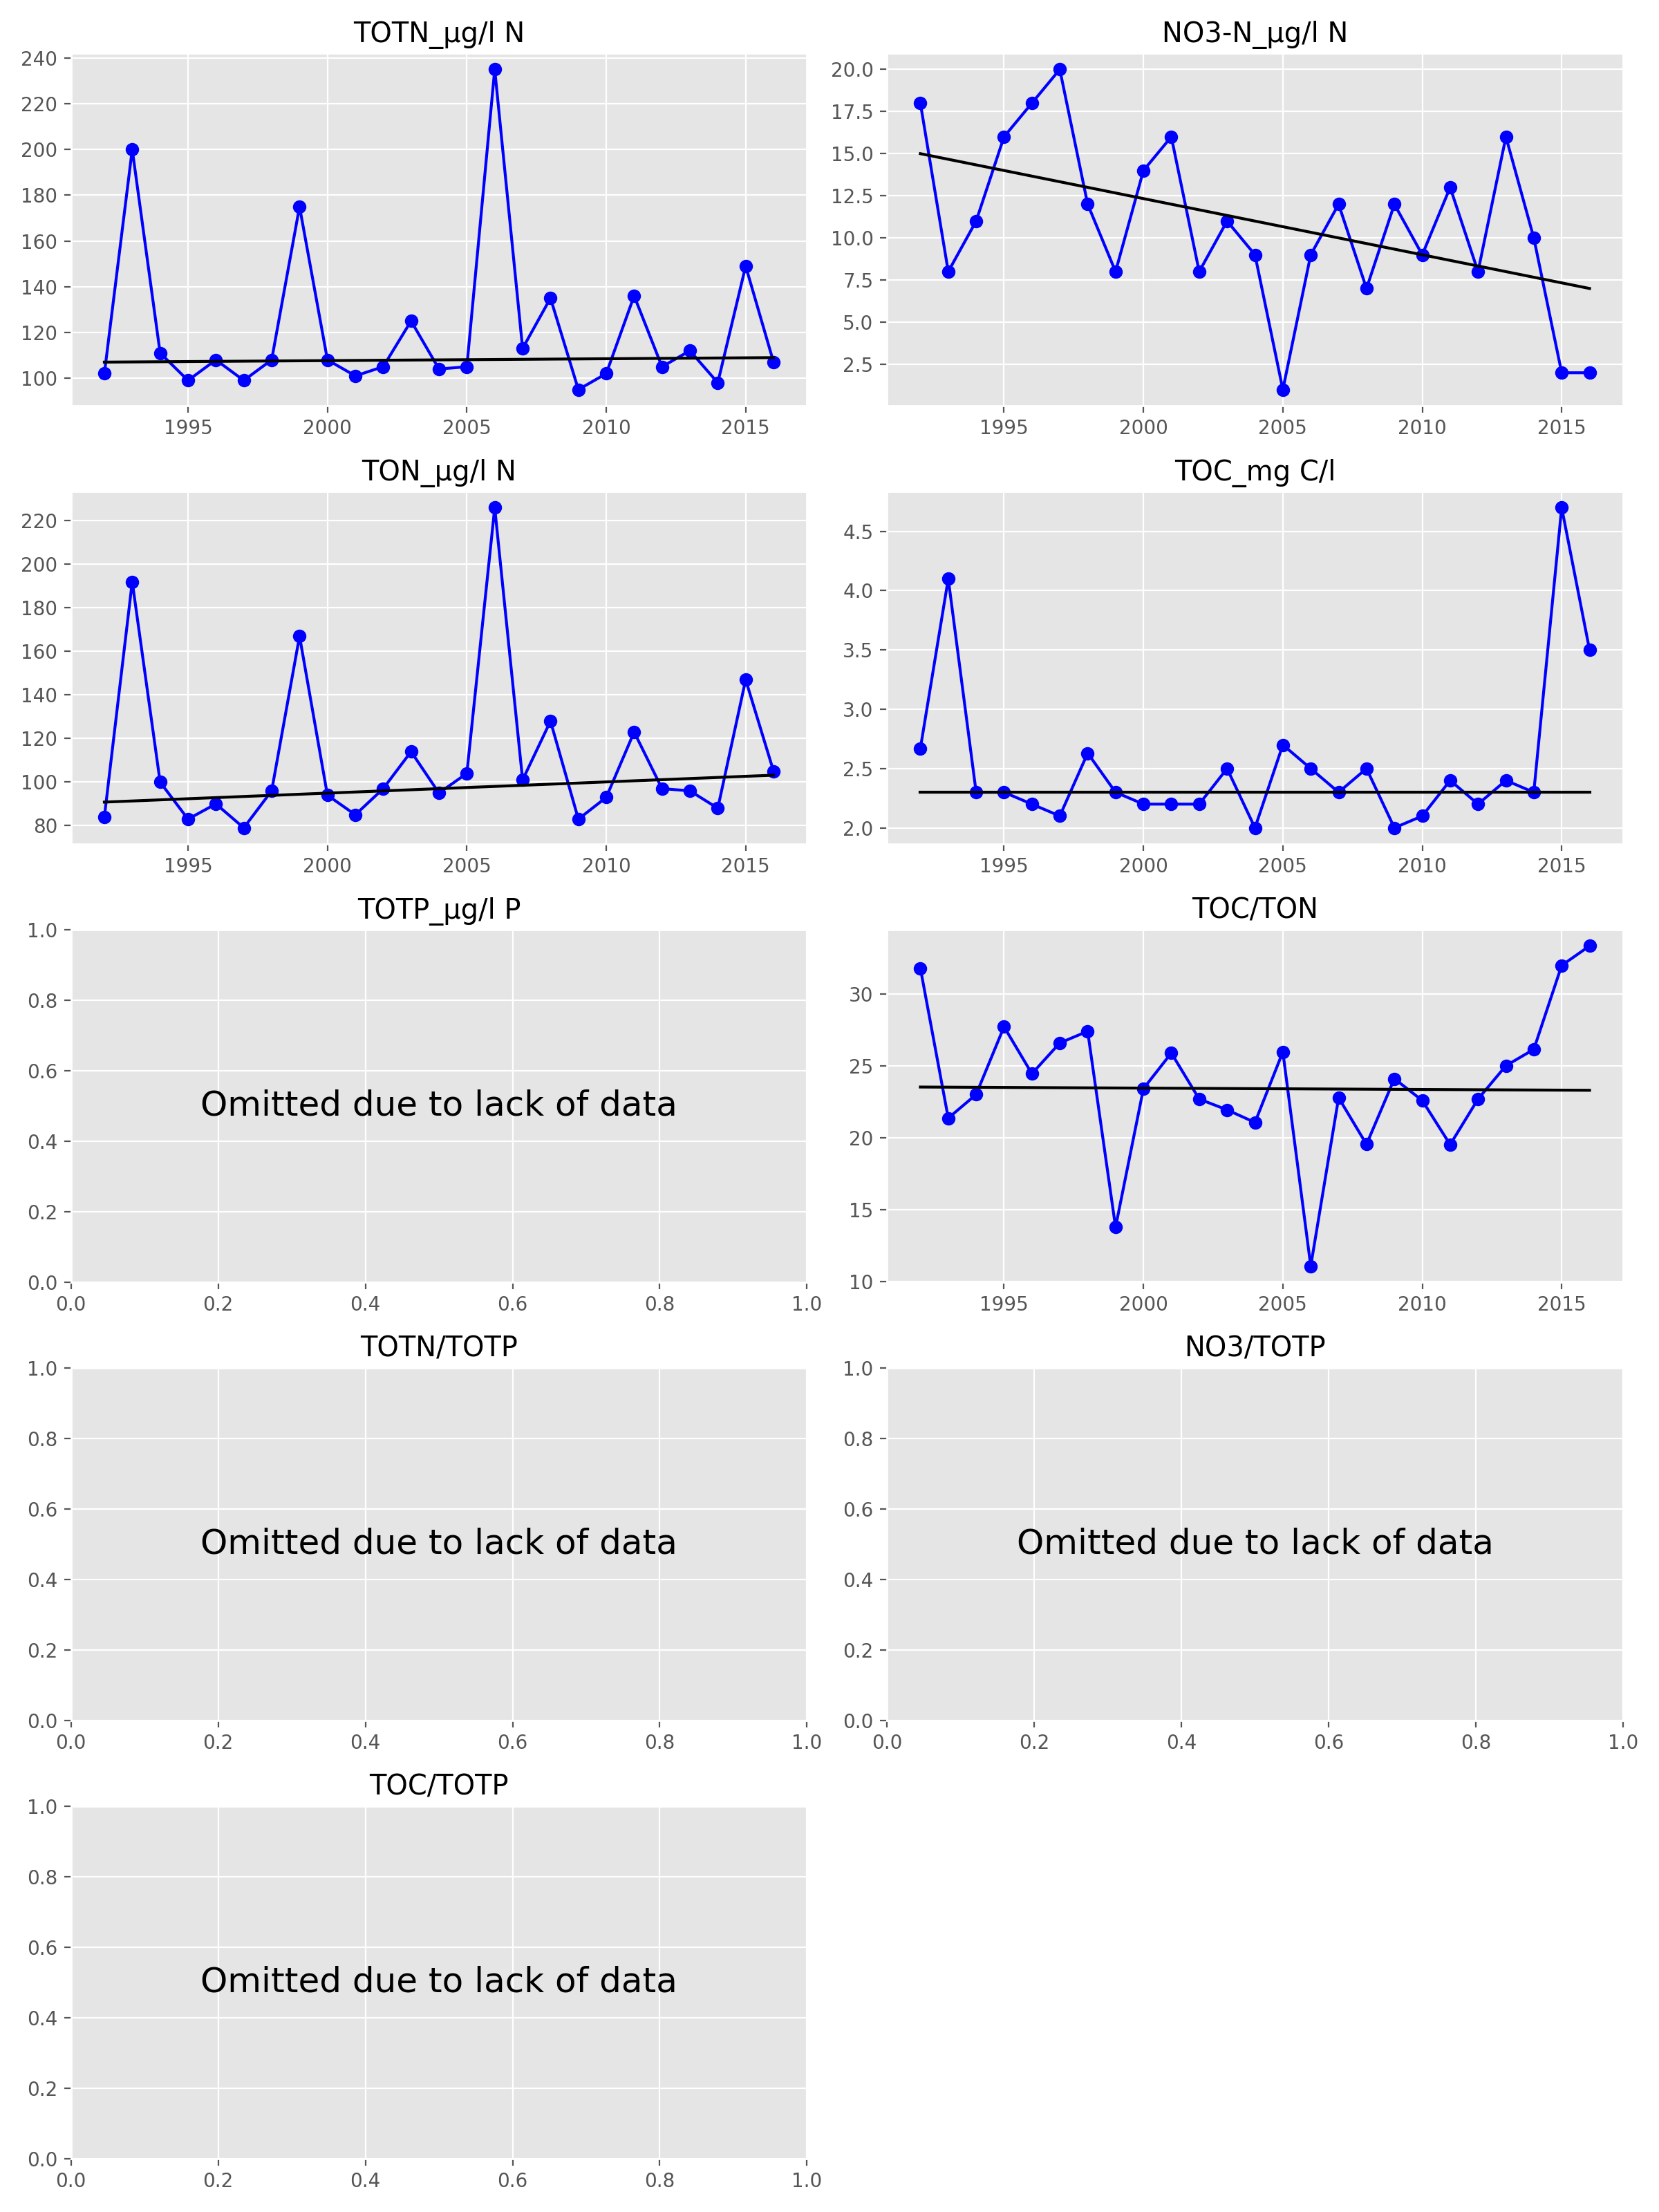 TOTN_µg/l N
240
220
200
180
160
140
120
100
1995 2000 2005 2010 2015
NO3-N_µg/l N
20.0
17.5
15.0
12.5
10.0
7.5
5.0
2.5
1995 2000 2005 2010 2015
TON_µg/l N
220
200
180
160
140
120
100
80
1995 2000 2005 2010 2015
TOC_mg C/l
4.5
4.0
3.5
3.0
2.5
2.0
1995 2000 2005 2010 2015
TOTP_µg/l P
1.0
0.8
0.6
Omitted due to lack of data
0.4
0.2
0.0
0.0 0.2 0.4 0.6 0.8 1.0
TOC/TON
30
25
20
15
10
1995 2000 2005 2010 2015
TOTN/TOTP
1.0
0.8
0.6
Omitted due to lack of data
0.4
0.2
0.0
0.0 0.2 0.4 0.6 0.8 1.0
NO3/TOTP
1.0
0.8
0.6
Omitted due to lack of data
0.4
0.2
0.0
0.0 0.2 0.4 0.6 0.8 1.0
TOC/TOTP
1.0
0.8
0.6
Omitted due to lack of data
0.4
0.2
0.0
0.0 0.2 0.4 0.6 0.8 1.0